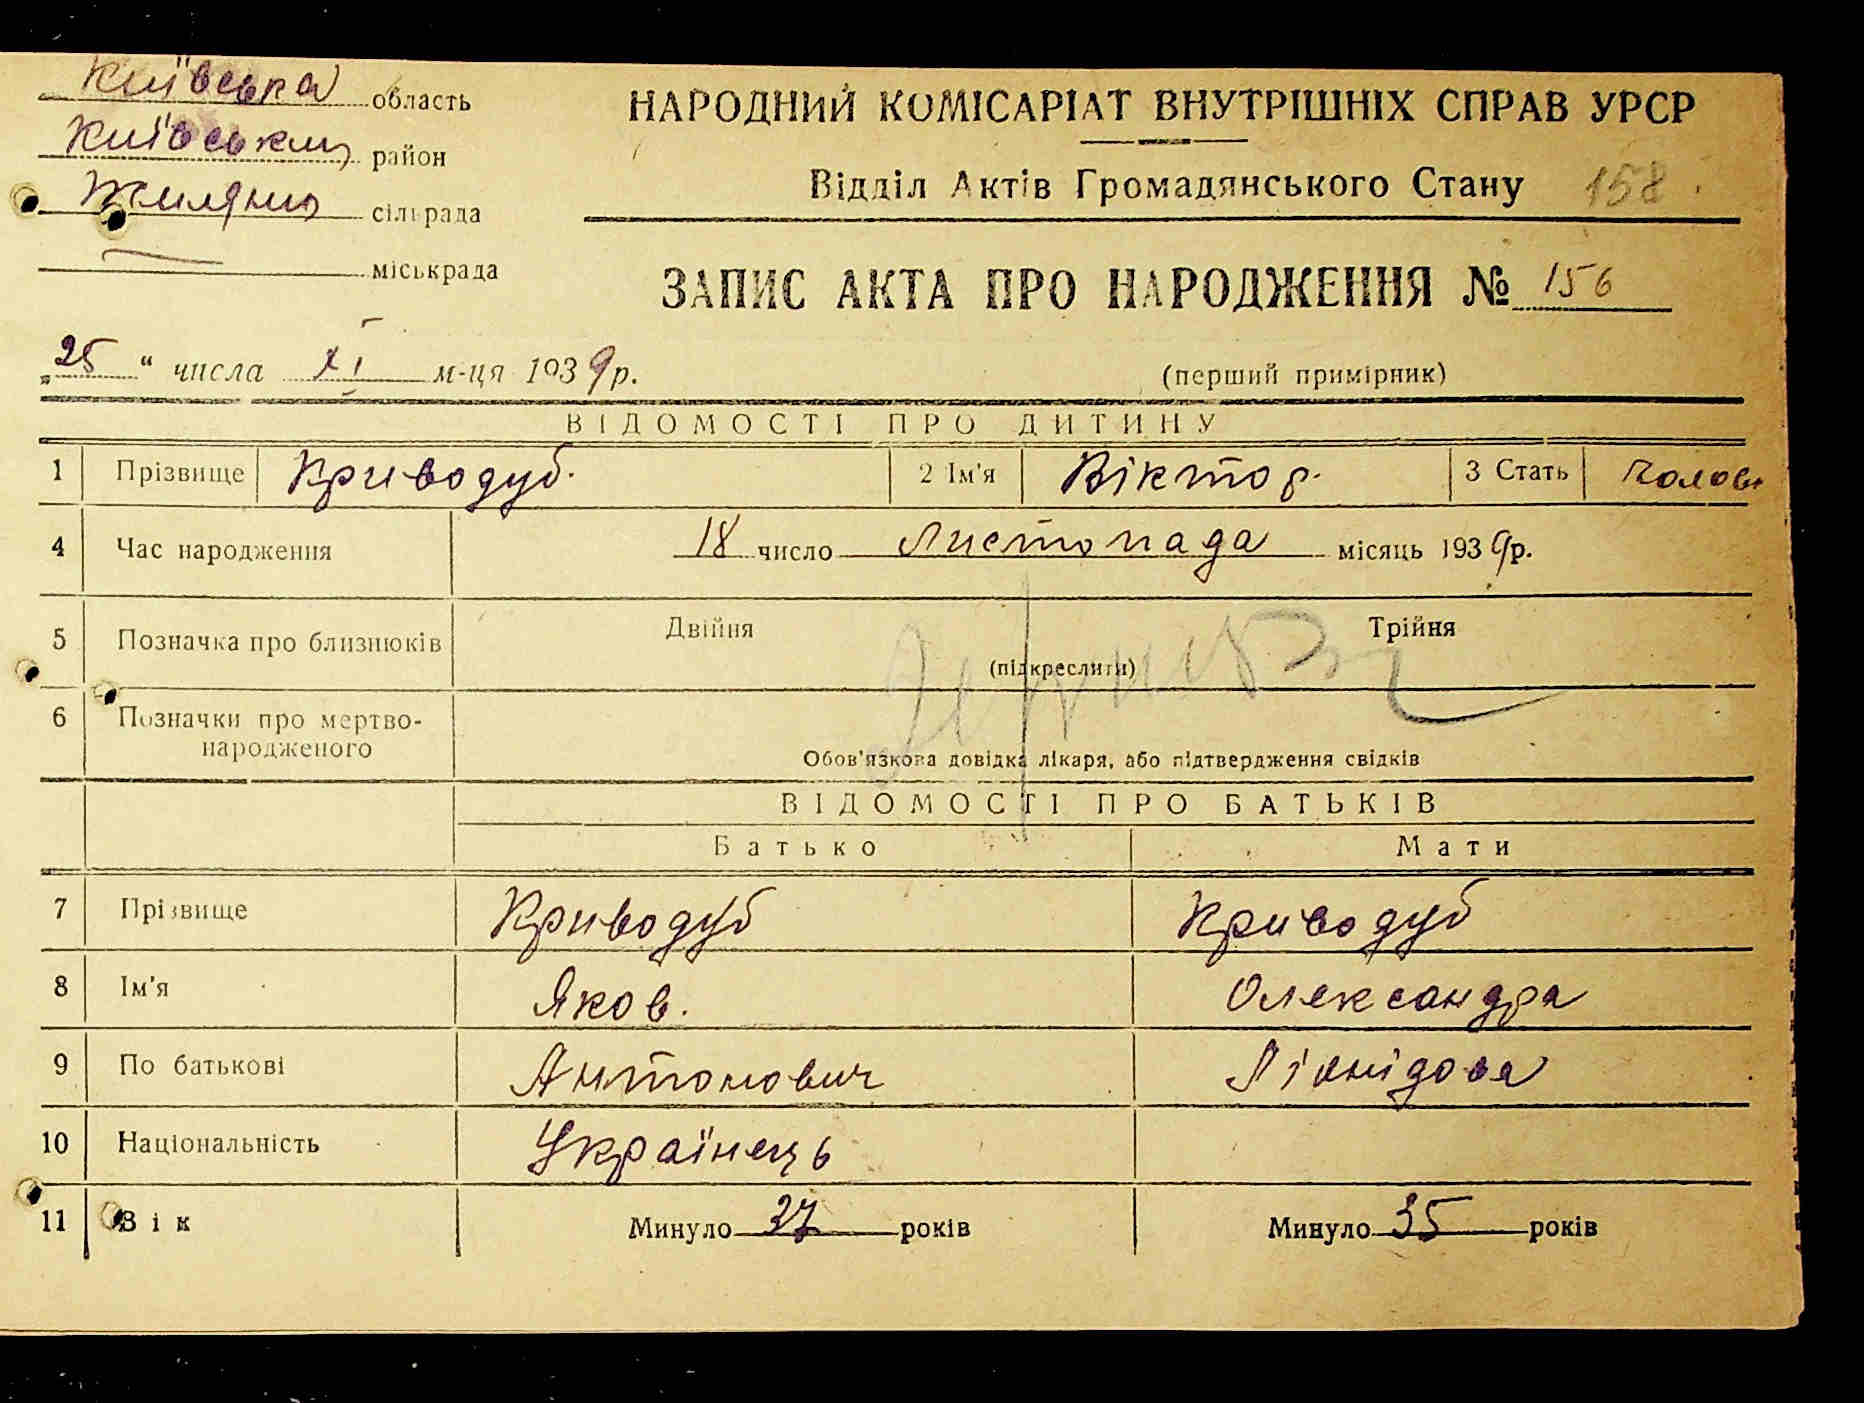 Київська область
Київський район
Жиляни сільрада
міськрада
НАРОДНИЙ КОМІСАРІАТ ВНУТРІШНІХ СПРАВ УРСР
Відділ Актів Громадянського Стану 158.
ЗАПИС АКТА ПРО НАРОДЖЕННЯ № 156
„25“ числа XI м-ця 1939 р.
(перший примірник)
ВІДОМОСТІ ПРО ДИТИНУ
1 Прізвище Криводуб. 2 Ім'я Віктор. 3 Стать Чолов
4 Час народження 18 число Листопада місяць 1939 р.
5 Позначка про близнюків Двійня Трійня
(підкреслити)
6 Позначки про мертво-
народженого
Обов'язкова довідка лікаря, або підтвердження свідків
ВІДОМОСТІ ПРО БАТЬКІВ
Батько Мати
7 Прізвище Криводуб Криводуб
8 Ім'я Яков. Олександра
9 По батькові Антонович
10 Національність Українець
11 Вік Минуло 37 років Минуло 35 років